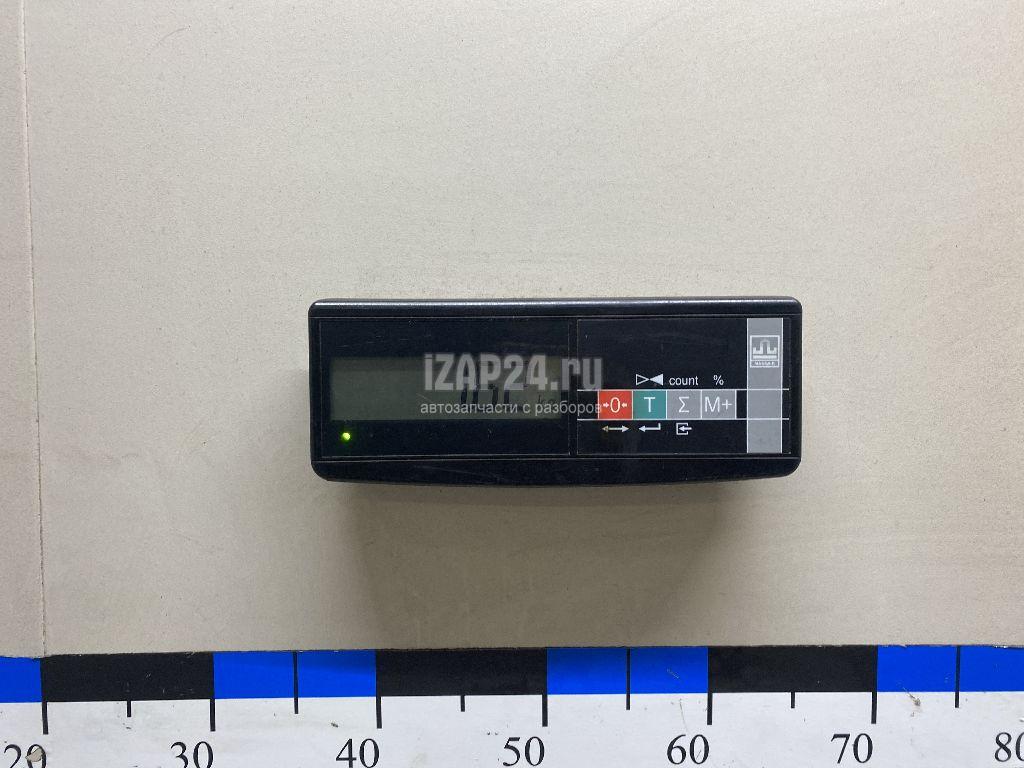 iZAP24.ru
автозапчасти с разборов
count %
0 T Σ M+
20 30 40 50 60 70 80